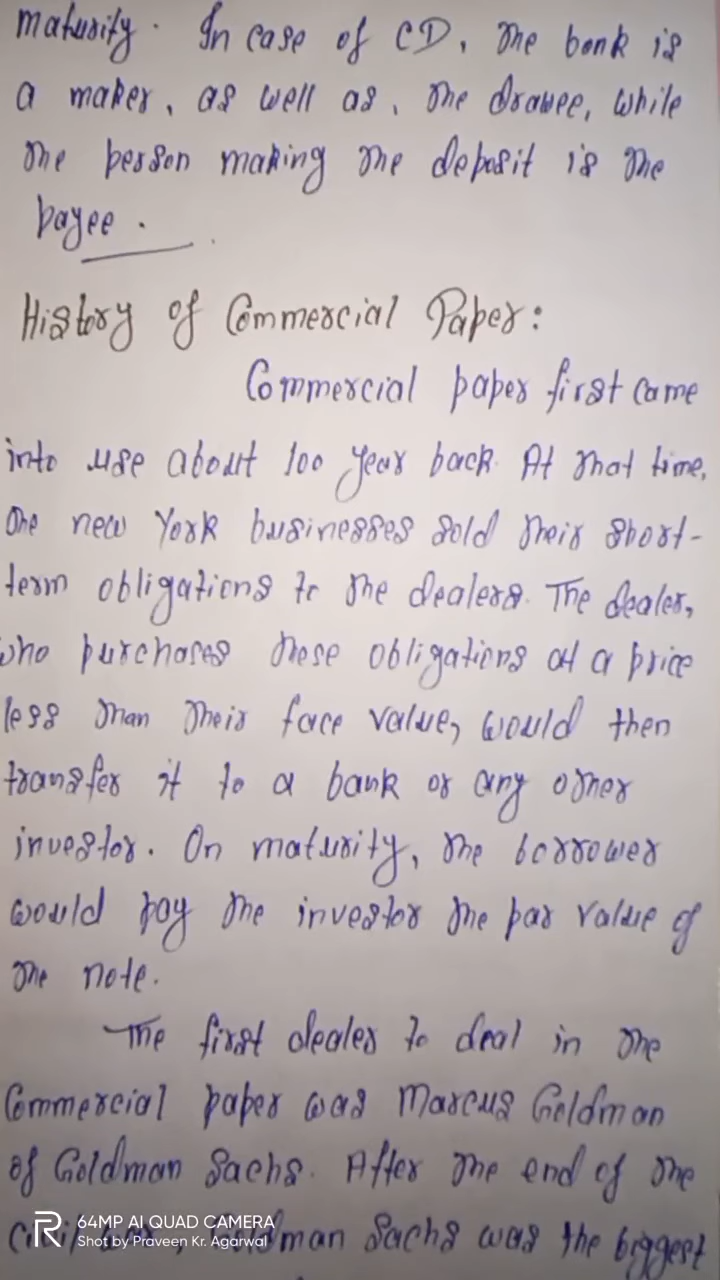 maturity. In case of CD, the bank is
a maker, as well as, the drawee, while
the person making the deposit is the
payee.
History of Commercial Paper:
Commercial paper first came
into use about 100 year back. At that time,
the new York businesses sold their short-
term obligations to the dealers. The dealer,
who purchases these obligations at a price
less than their face value, would then
transfer it to a bank or any other
investor. On maturity, the borrower
would pay the investor the par value of
the note.
The first dealer to deal in the
Commercial paper was Marcus Goldman
of Goldman Sachs. After the end of the
Goldman Sachs was the biggest
64MP AI QUAD CAMERA
Shot by Praveen Kr. Agarwal